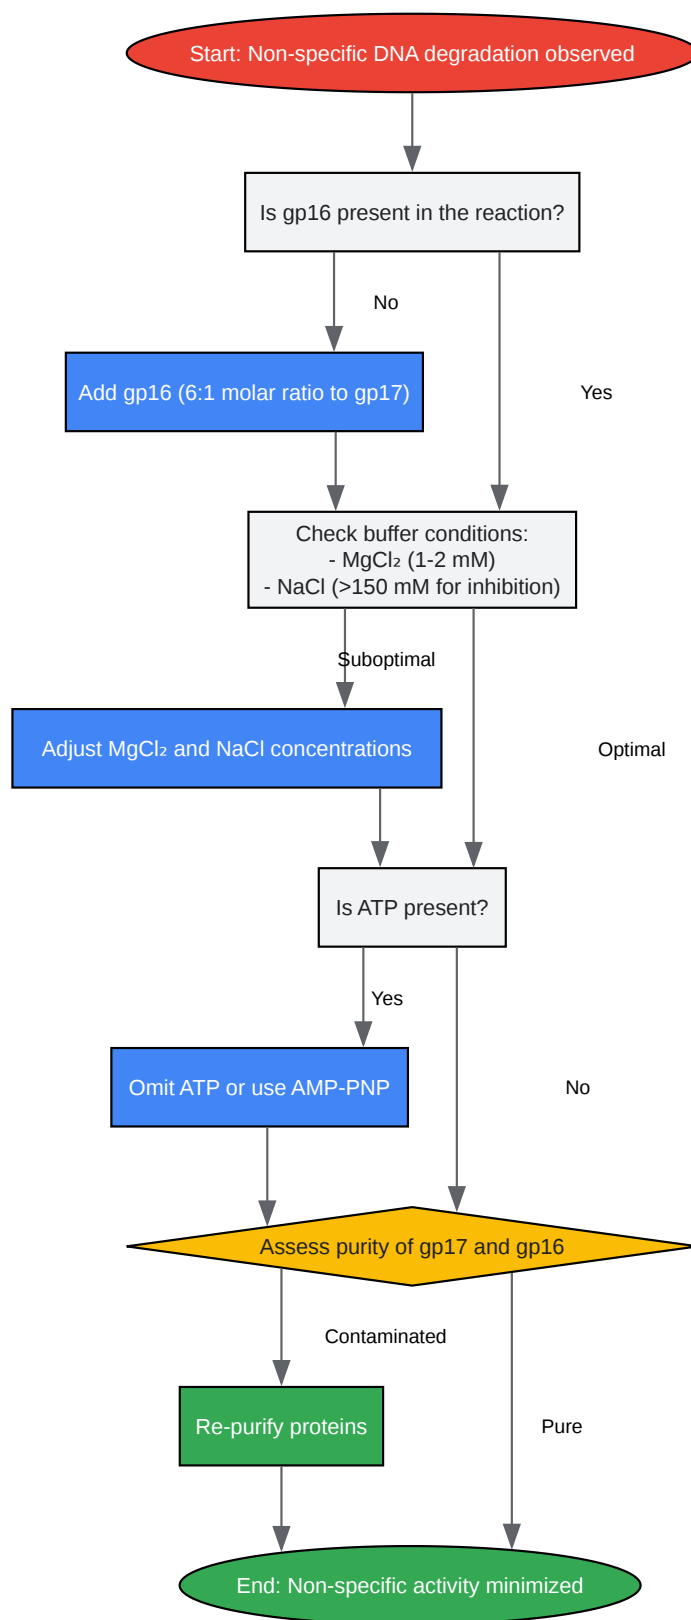 Start: Non-specific DNA degradation observed
Is gp16 present in the reaction?
No
Add gp16 (6:1 molar ratio to gp17)
Yes
Check buffer conditions:
- MgCl₂ (1-2 mM)
- NaCl (>150 mM for inhibition)
Suboptimal
Adjust MgCl₂ and NaCl concentrations
Optimal
Is ATP present?
Yes
Omit ATP or use AMP-PNP
No
Assess purity of gp17 and gp16
Contaminated
Re-purify proteins
Pure
End: Non-specific activity minimized